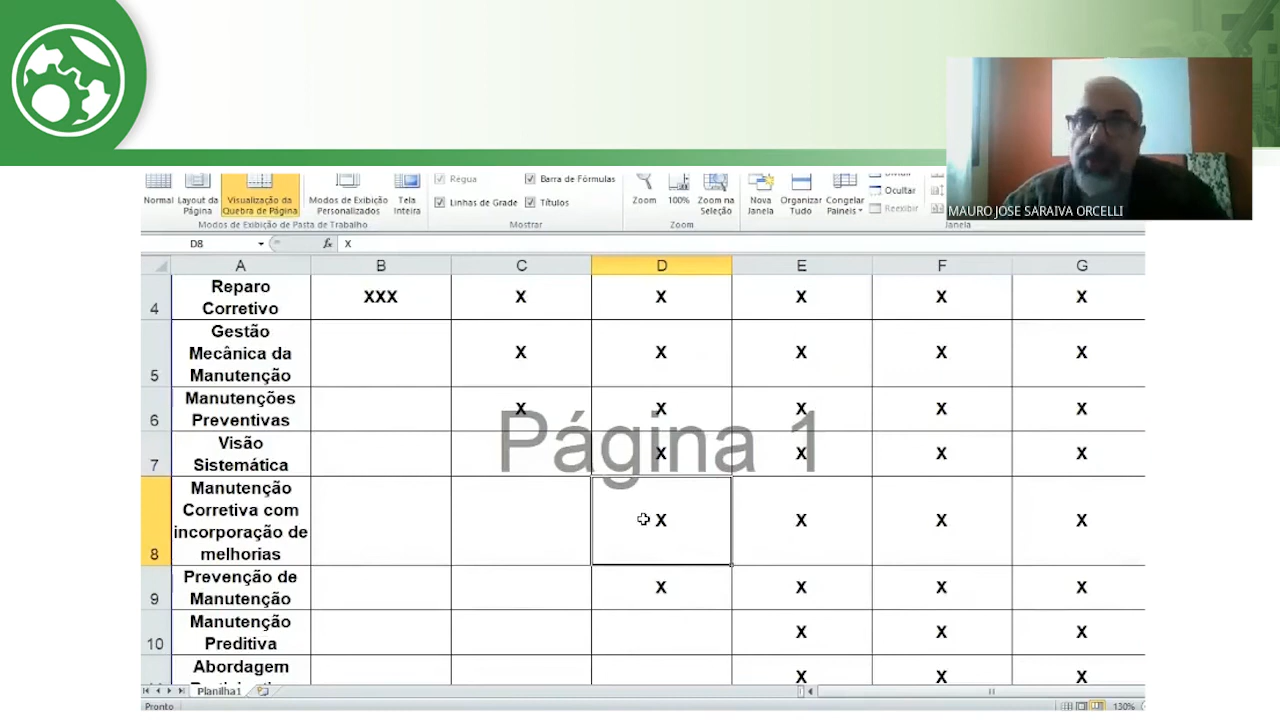 MAURO JOSE SARAIVA ORCELLI
Normal
Layout da Página
Visualização da Quebra de Página
Modos de Exibição Personalizados
Tela Inteira
Modos de Exibição de Pasta de Trabalho
Régua
Barra de Fórmulas
Linhas de Grade
Títulos
Mostrar
Zoom
100%
Zoom na Seleção
Zoom
Nova Janela
Organizar Tudo
Congelar Painéis
Ocultar
Reexibir
Janela
D8 fx X
A B C D E F G
4 Reparo Corretivo XXX X X X X X
5 Gestão Mecânica da Manutenção X X X X X
6 Manutenções Preventivas X X X X X
Página 1
7 Visão Sistemática X X X X
8 Manutenção Corretiva com incorporação de melhorias X X X X
9 Prevenção de Manutenção X X X X
10 Manutenção Preditiva X X X
Abordagem X X X
Planilha1
Pronto 130%